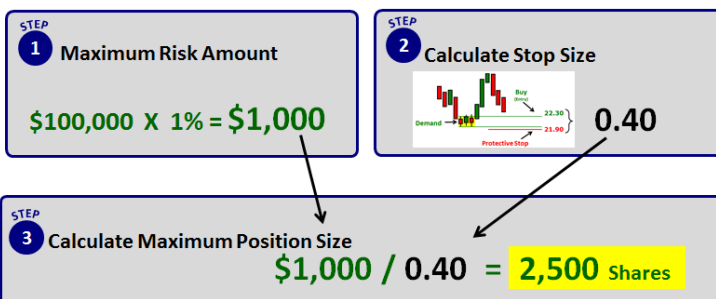 STEP
1
Maximum Risk Amount
$100,000 X 1% = $1,000
STEP
2
Calculate Stop Size
Buy
(Entry)
22.30
Demand
21.90
Protective Stop
0.40
STEP
3
Calculate Maximum Position Size
$1,000 / 0.40 = 2,500 Shares